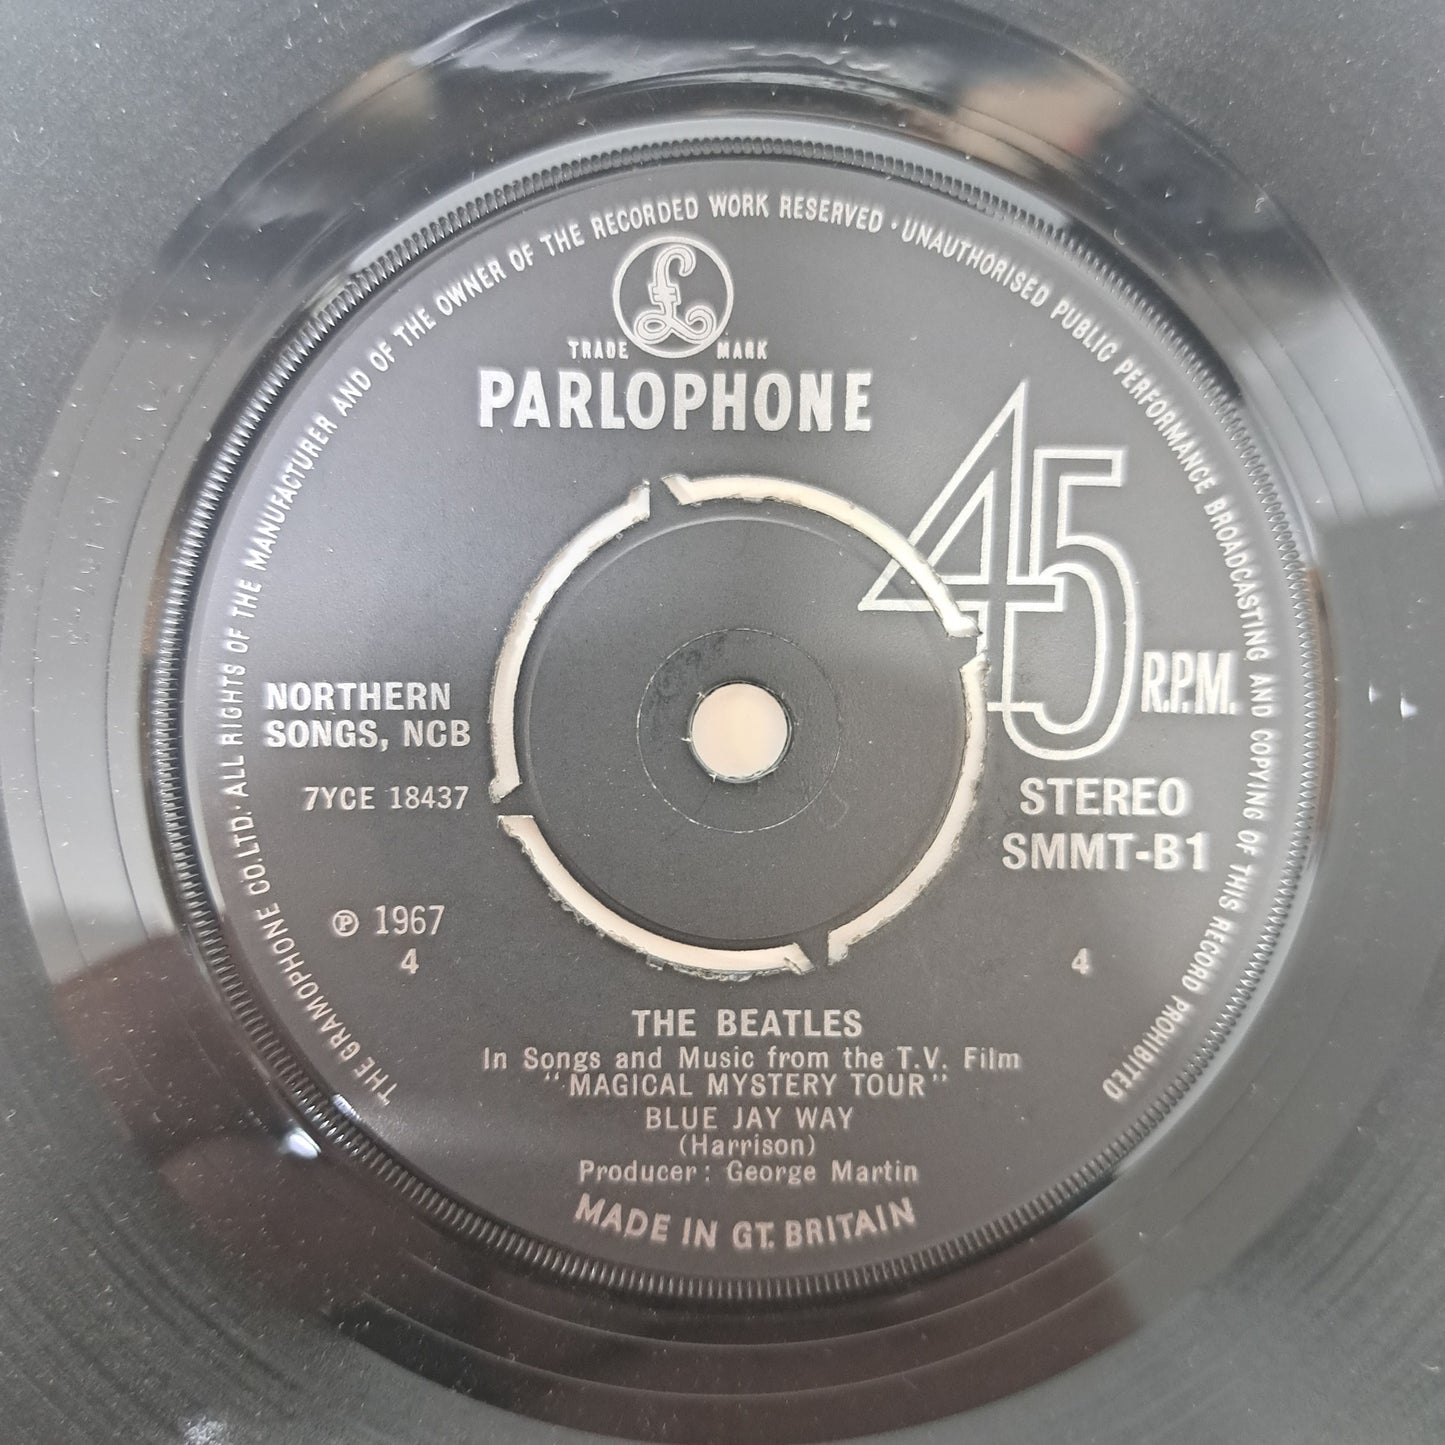 THE GRAMOPHONE CO.LTD. ALL RIGHTS OF THE MANUFACTURER AND OF THE OWNER OF THE RECORDED WORK RESERVED · UNAUTHORISED PUBLIC PERFORMANCE BROADCASTING AND COPYING OF THIS RECORD PROHIBITED
£
TRADE MARK
PARLOPHONE
45
R.P.M.
NORTHERN
SONGS, NCB
7YCE 18437
STEREO
SMMT-B1
℗ 1967
4
4
THE BEATLES
In Songs and Music from the T.V. Film
"MAGICAL MYSTERY TOUR"
BLUE JAY WAY
(Harrison)
Producer: George Martin
MADE IN GT. BRITAIN